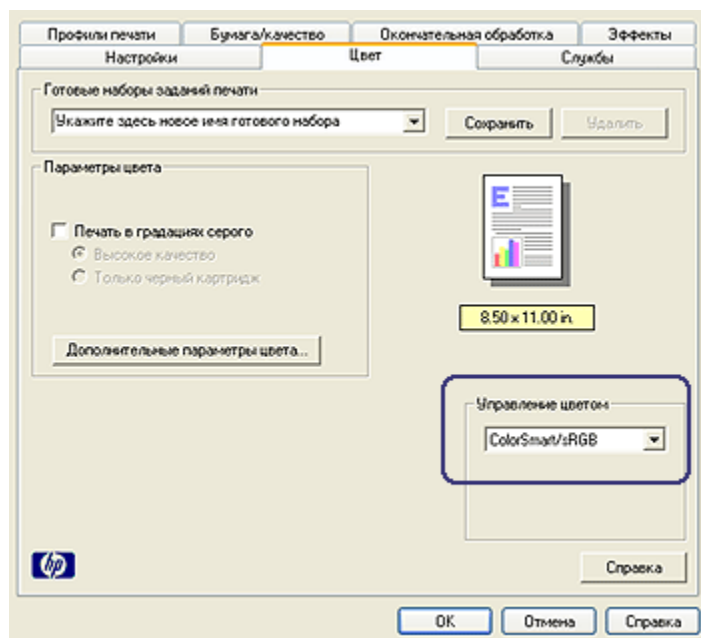 Профили печати Бумага/качество Окончательная обработка Эффекты
Настройки Цвет Службы
Готовые наборы заданий печати
Укажите здесь новое имя готового набора Сохранить Удалить
Параметры цвета
Печать в градациях серого
Высокое качество
Только черный картридж
8.50 x 11.00 in.
Дополнительные параметры цвета...
Управление цветом
ColorSmart/sRGB
hp
Справка
OK Отмена Справка